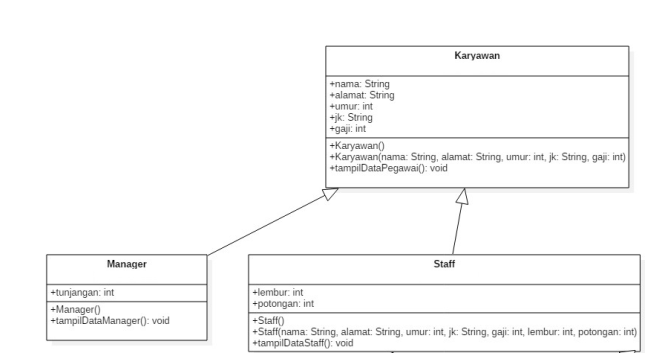 Karyawan
+nama: String
+alamat: String
+umur: int
+jk: String
+gaji: int
+Karyawan()
+Karyawan(nama: String, alamat: String, umur: int, jk: String, gaji: int)
+tampilDataPegawai(): void
Manager
+tunjangan: int
+Manager()
+tampilDataManager(): void
Staff
+lembur: int
+potongan: int
+Staff()
+Staff(nama: String, alamat: String, umur: int, jk: String, gaji: int, lembur: int, potongan: int)
+tampilDataStaff(): void